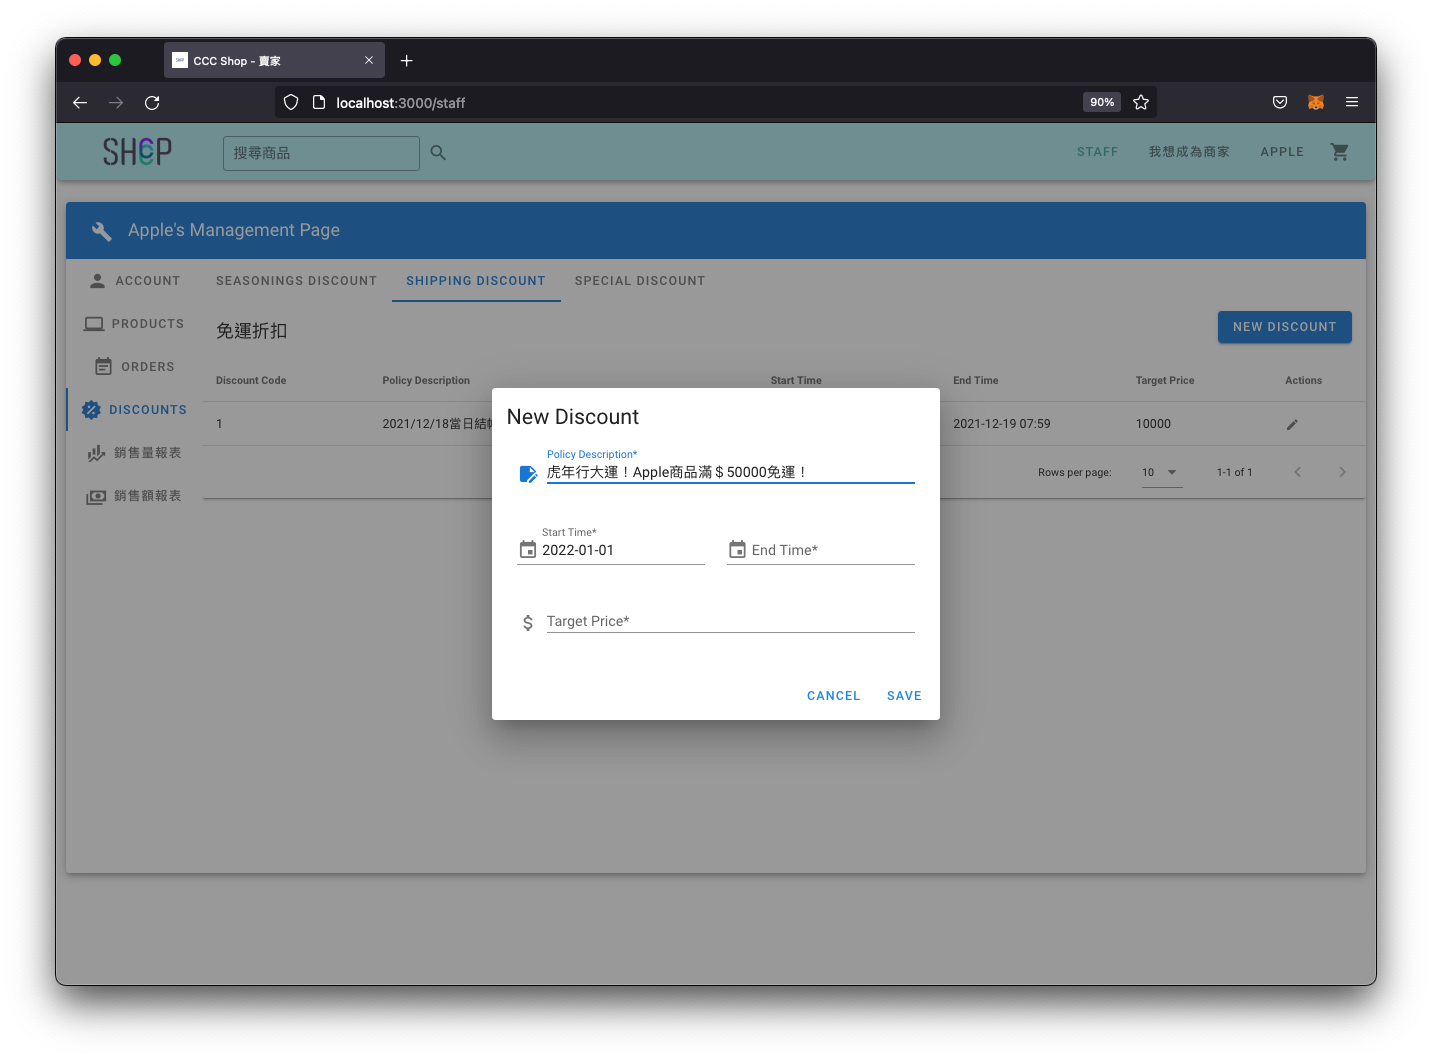 CCC Shop - 賣家
localhost:3000/staff
90%
SHCP
搜尋商品
STAFF
我想成為商家
APPLE
Apple's Management Page
ACCOUNT
PRODUCTS
ORDERS
DISCOUNTS
銷售量報表
銷售額報表
SEASONINGS DISCOUNT
SHIPPING DISCOUNT
SPECIAL DISCOUNT
免運折扣
NEW DISCOUNT
Discount Code Policy Description Start Time End Time Target Price Actions
1 2021/12/18當日結 2021-12-19 07:59 10000
Rows per page: 10 1-1 of 1
New Discount
Policy Description*
虎年行大運！Apple商品滿＄50000免運！
Start Time*
2022-01-01
End Time*
Target Price*
CANCEL
SAVE